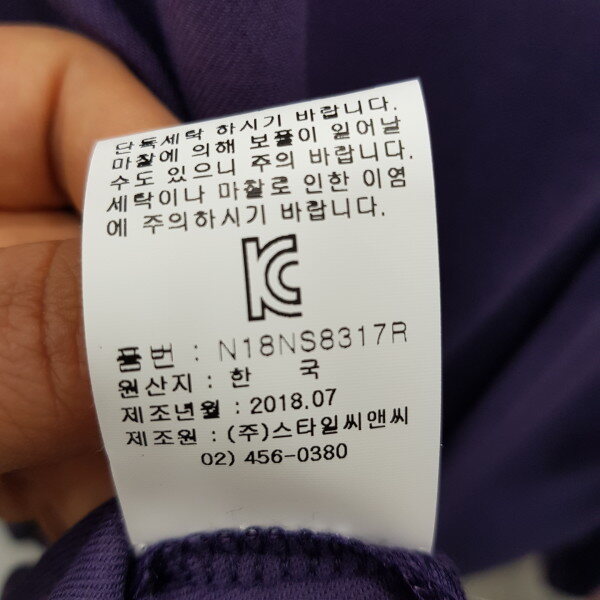 단독세탁 하시기 바랍니다.
마찰에 의해 보풀이 일어날
수도 있으니 주의 바랍니다.
세탁이나 마찰로 인한 이염
에 주의하시기 바랍니다.
KC
품번 : N18NS8317R
원산지 : 한 국
제조년월 : 2018.07
제조원 : (주)스타일씨앤씨
02) 456-0380